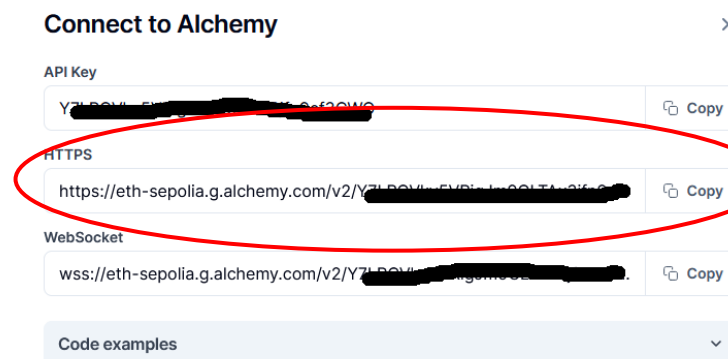 Connect to Alchemy
API Key
Copy
HTTPS
https://eth-sepolia.g.alchemy.com/v2/
Copy
WebSocket
wss://eth-sepolia.g.alchemy.com/v2/
Copy
Code examples